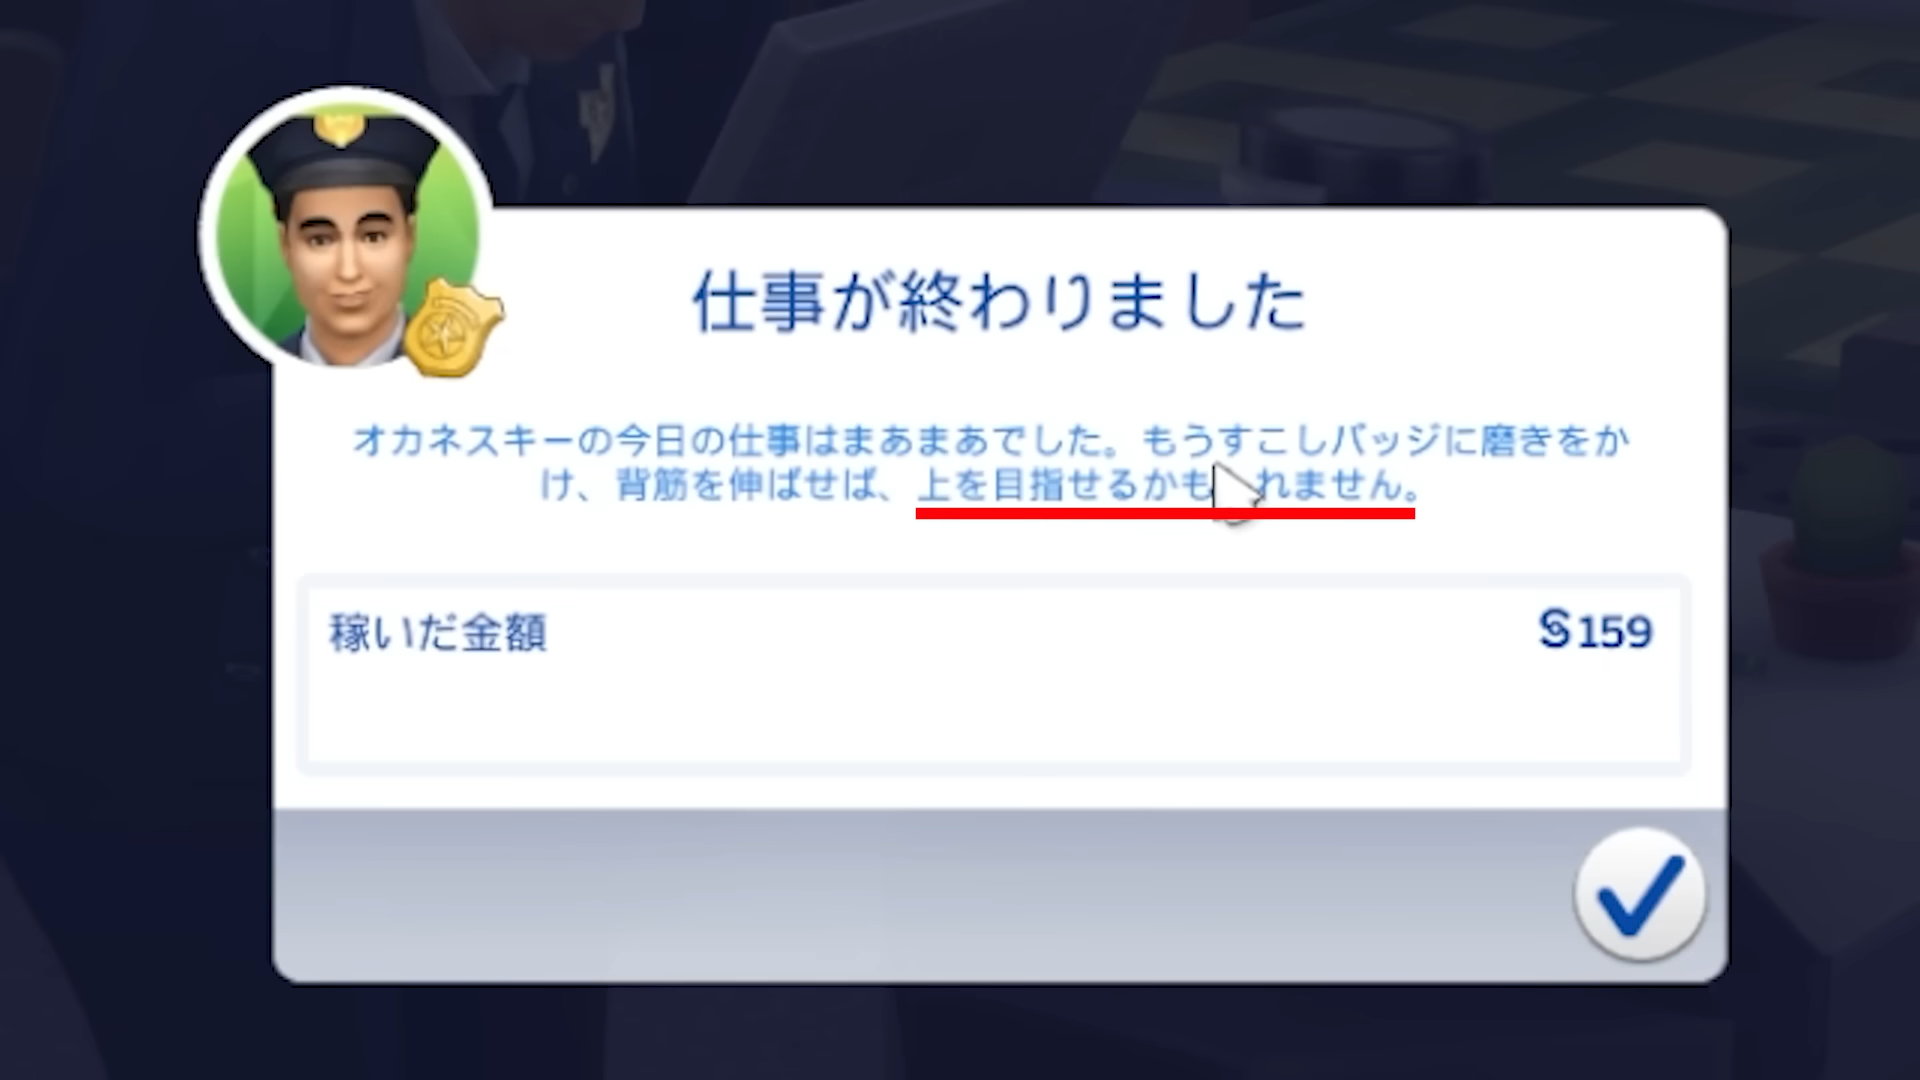 仕事が終わりました
オカネスキーの今日の仕事はまあまあでした。もうすこしバッジに磨きをか
け、背筋を伸ばせば、上を目指せるかもれません。
稼いだ金額
§159